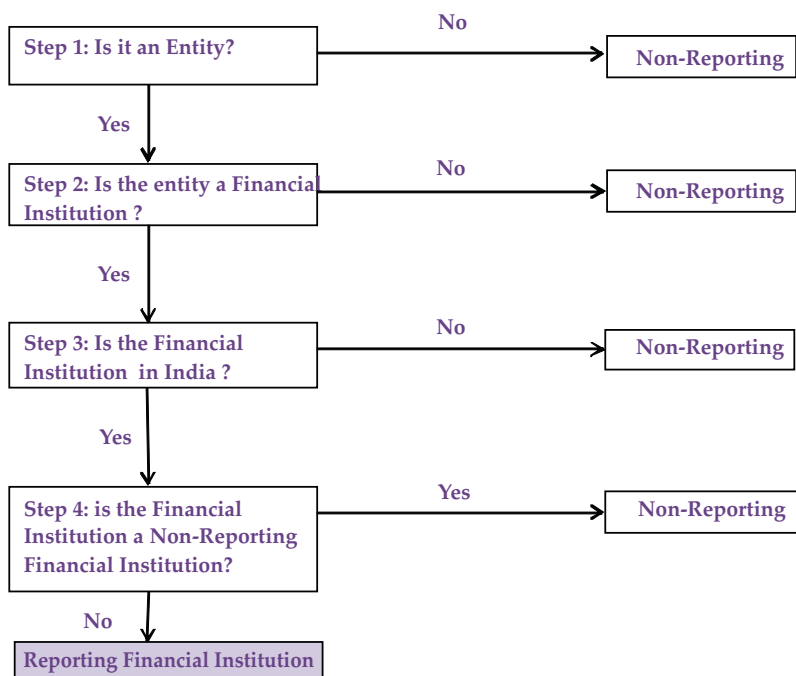 No
Step 1: Is it an Entity?
Non-Reporting
Yes
No
Step 2: Is the entity a Financial
Institution ?
Non-Reporting
Yes
No
Step 3: Is the Financial
Institution in India ?
Non-Reporting
Yes
Yes
Step 4: is the Financial
Institution a Non-Reporting
Financial Institution?
Non-Reporting
No
Reporting Financial Institution